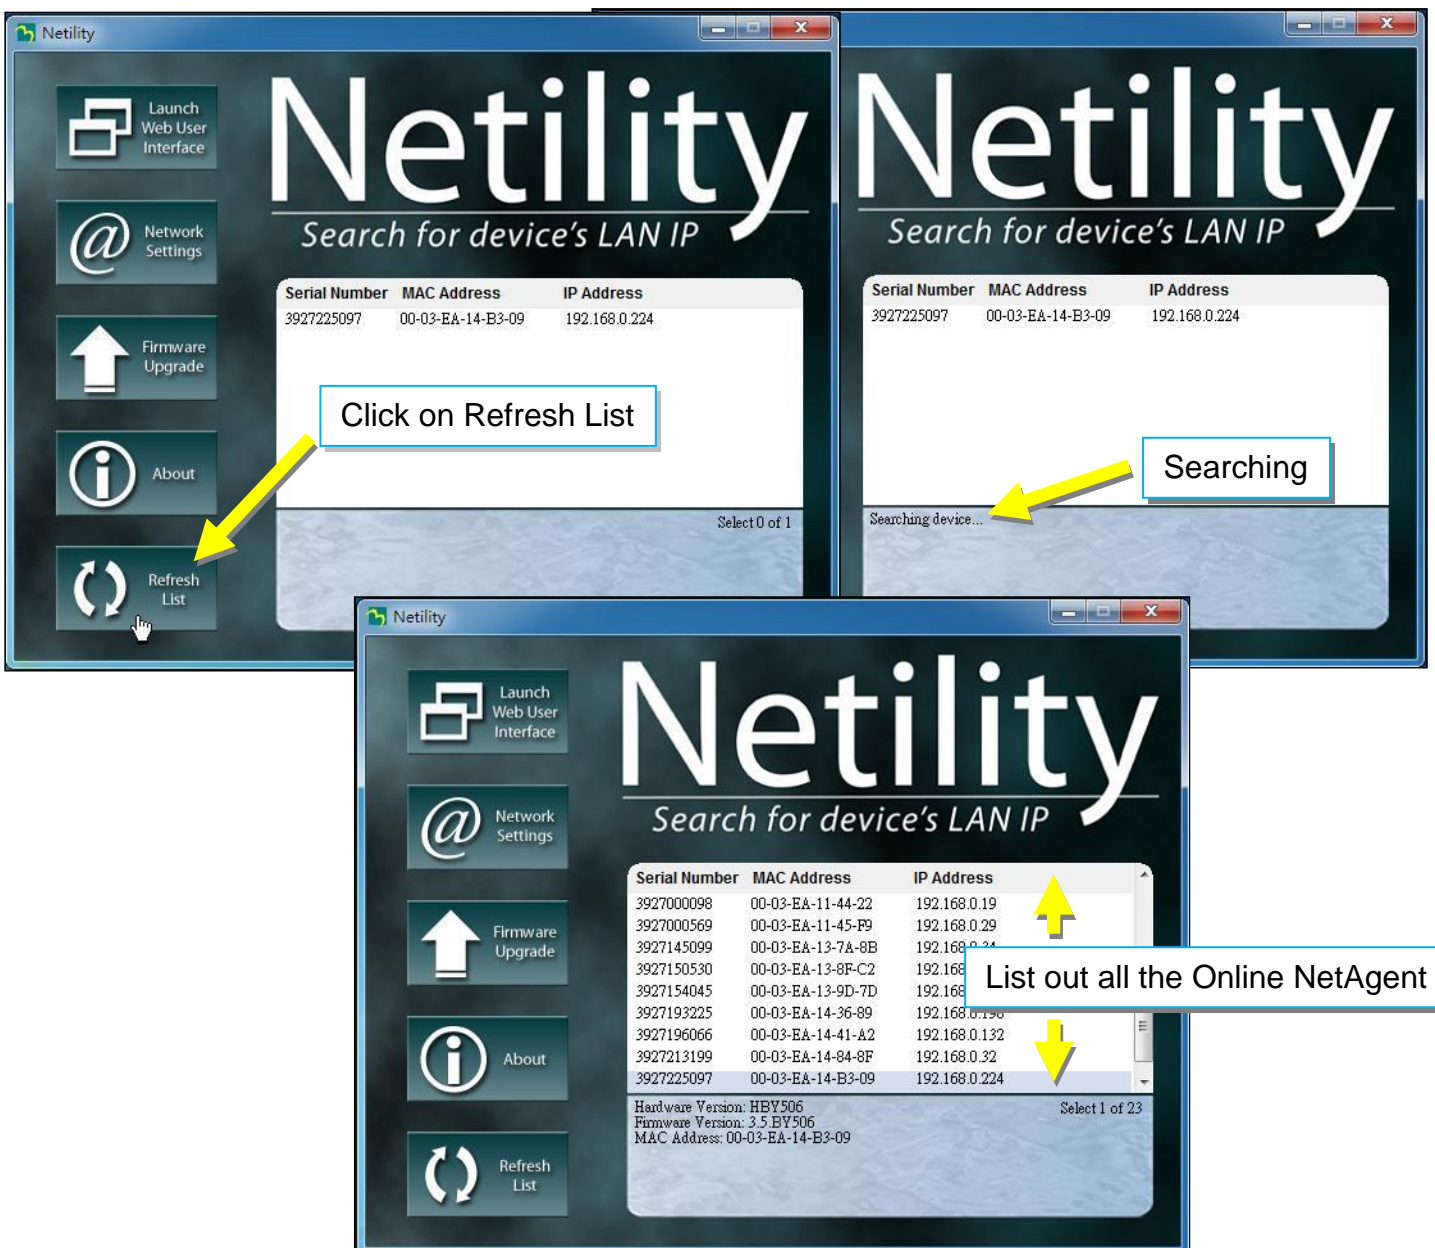 Netility
Launch
Web User
Interface
Network
Settings
Firmware
Upgrade
About
Refresh
List
Netility
Search for device's LAN IP
Serial Number MAC Address IP Address
3927225097 00-03-EA-14-B3-09 192.168.0.224
Click on Refresh List
Select 0 of 1
Netility
Search for device's LAN IP
Serial Number MAC Address IP Address
3927225097 00-03-EA-14-B3-09 192.168.0.224
Searching
Searching device...
Netility
Launch
Web User
Interface
Network
Settings
Firmware
Upgrade
About
Refresh
List
Netility
Search for device's LAN IP
Serial Number MAC Address IP Address
3927000098 00-03-EA-11-44-22 192.168.0.19
3927000569 00-03-EA-11-45-F9 192.168.0.29
3927145099 00-03-EA-13-7A-8B
3927150530 00-03-EA-13-8F-C2 192.168
3927154045 00-03-EA-13-9D-7D 192.168
3927193225 00-03-EA-14-36-89
3927196066 00-03-EA-14-41-A2 192.168.0.132
3927213199 00-03-EA-14-84-8F 192.168.0.32
3927225097 00-03-EA-14-B3-09 192.168.0.224
List out all the Online NetAgent
Hardware Version: HBY506
Firmware Version: 3.5.BY506
MAC Address: 00-03-EA-14-B3-09
Select 1 of 23